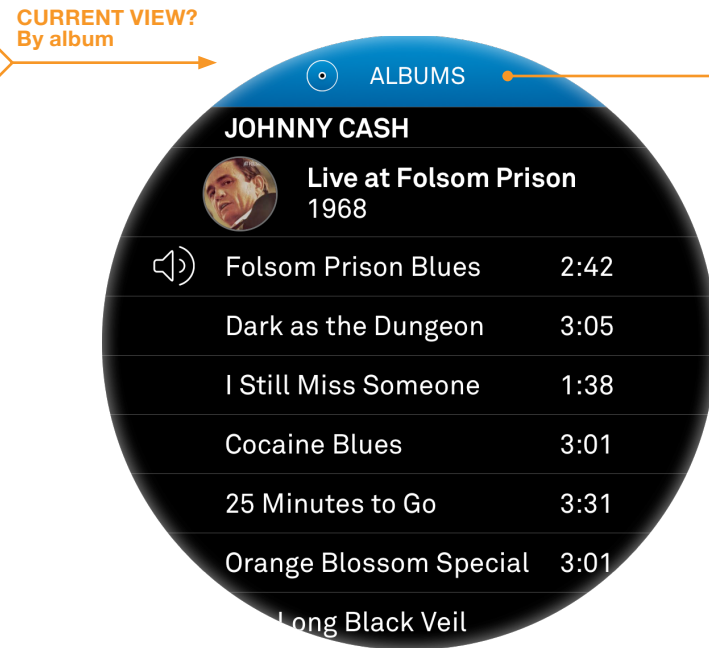 CURRENT VIEW?
By album
ALBUMS
JOHNNY CASH
Live at Folsom Prison
1968
Folsom Prison Blues 2:42
Dark as the Dungeon 3:05
I Still Miss Someone 1:38
Cocaine Blues 3:01
25 Minutes to Go 3:31
Orange Blossom Special 3:01
Long Black Veil